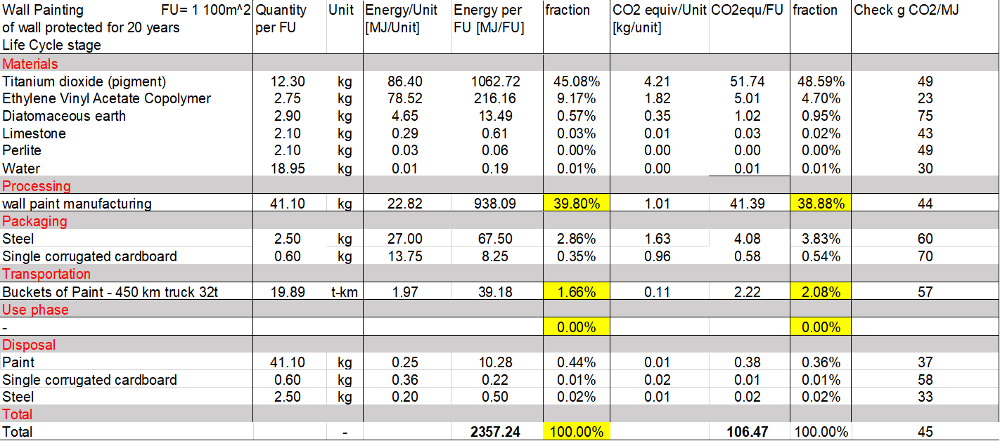 Wall Painting FU= 1 100m^2 Quantity Unit Energy/Unit Energy per fraction CO2 equiv/Unit CO2equ/FU fraction Check g CO2/MJ
of wall protected for 20 years per FU [MJ/Unit] FU [MJ/FU] [kg/unit]
Life Cycle stage
Materials
Titanium dioxide (pigment) 12.30 kg 86.40 1062.72 45.08% 4.21 51.74 48.59% 49
Ethylene Vinyl Acetate Copolymer 2.75 kg 78.52 216.16 9.17% 1.82 5.01 4.70% 23
Diatomaceous earth 2.90 kg 4.65 13.49 0.57% 0.35 1.02 0.95% 75
Limestone 2.10 kg 0.29 0.61 0.03% 0.01 0.03 0.02% 43
Perlite 2.10 kg 0.03 0.06 0.00% 0.00 0.00 0.00% 49
Water 18.95 kg 0.01 0.19 0.01% 0.00 0.01 0.01% 30
Processing
wall paint manufacturing 41.10 kg 22.82 938.09 39.80% 1.01 41.39 38.88% 44
Packaging
Steel 2.50 kg 27.00 67.50 2.86% 1.63 4.08 3.83% 60
Single corrugated cardboard 0.60 kg 13.75 8.25 0.35% 0.96 0.58 0.54% 70
Transportation
Buckets of Paint - 450 km truck 32t 19.89 t-km 1.97 39.18 1.66% 0.11 2.22 2.08% 57
Use phase
- 0.00% 0.00%
Disposal
Paint 41.10 kg 0.25 10.28 0.44% 0.01 0.38 0.36% 37
Single corrugated cardboard 0.60 kg 0.36 0.22 0.01% 0.02 0.01 0.01% 58
Steel 2.50 kg 0.20 0.50 0.02% 0.01 0.02 0.02% 33
Total
Total - 2357.24 100.00% 106.47 100.00% 45